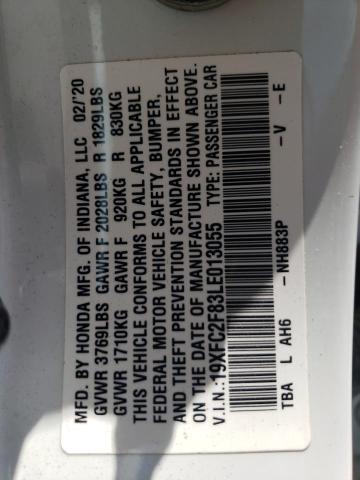 MFD. BY HONDA MFG. OF INDIANA, LLC 02/'20
GVWR 3769LBS GAWR F 2028LBS R 1829LBS
GVWR 1710KG GAWR F 920KG R 830KG
THIS VEHICLE CONFORMS TO ALL APPLICABLE
FEDERAL MOTOR VEHICLE SAFETY, BUMPER,
AND THEFT PREVENTION STANDARDS IN EFFECT
ON THE DATE OF MANUFACTURE SHOWN ABOVE.
V.I.N.:19XFC2F83LE013055 TYPE: PASSENGER CAR
TBA L AH6 -NH883P -V -E